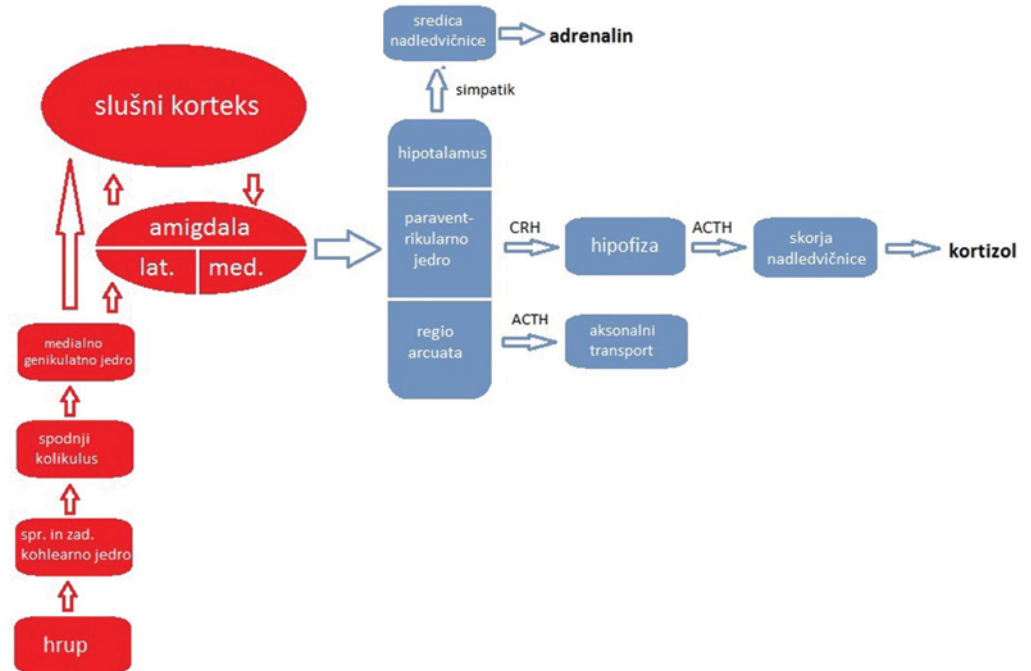 sredica
nadledvičnice
adrenalin
simpatik
slušni korteks
hipotalamus
amigdala
lat.
med.
paravent-
rikularno
jedro
CRH
hipofiza
ACTH
skorja
nadledvičnice
kortizol
regio
arcuata
ACTH
aksonalni
transport
medialno
genikulatno jedro
spodnji
kolikulus
spr. in zad.
kohlearno jedro
hrup